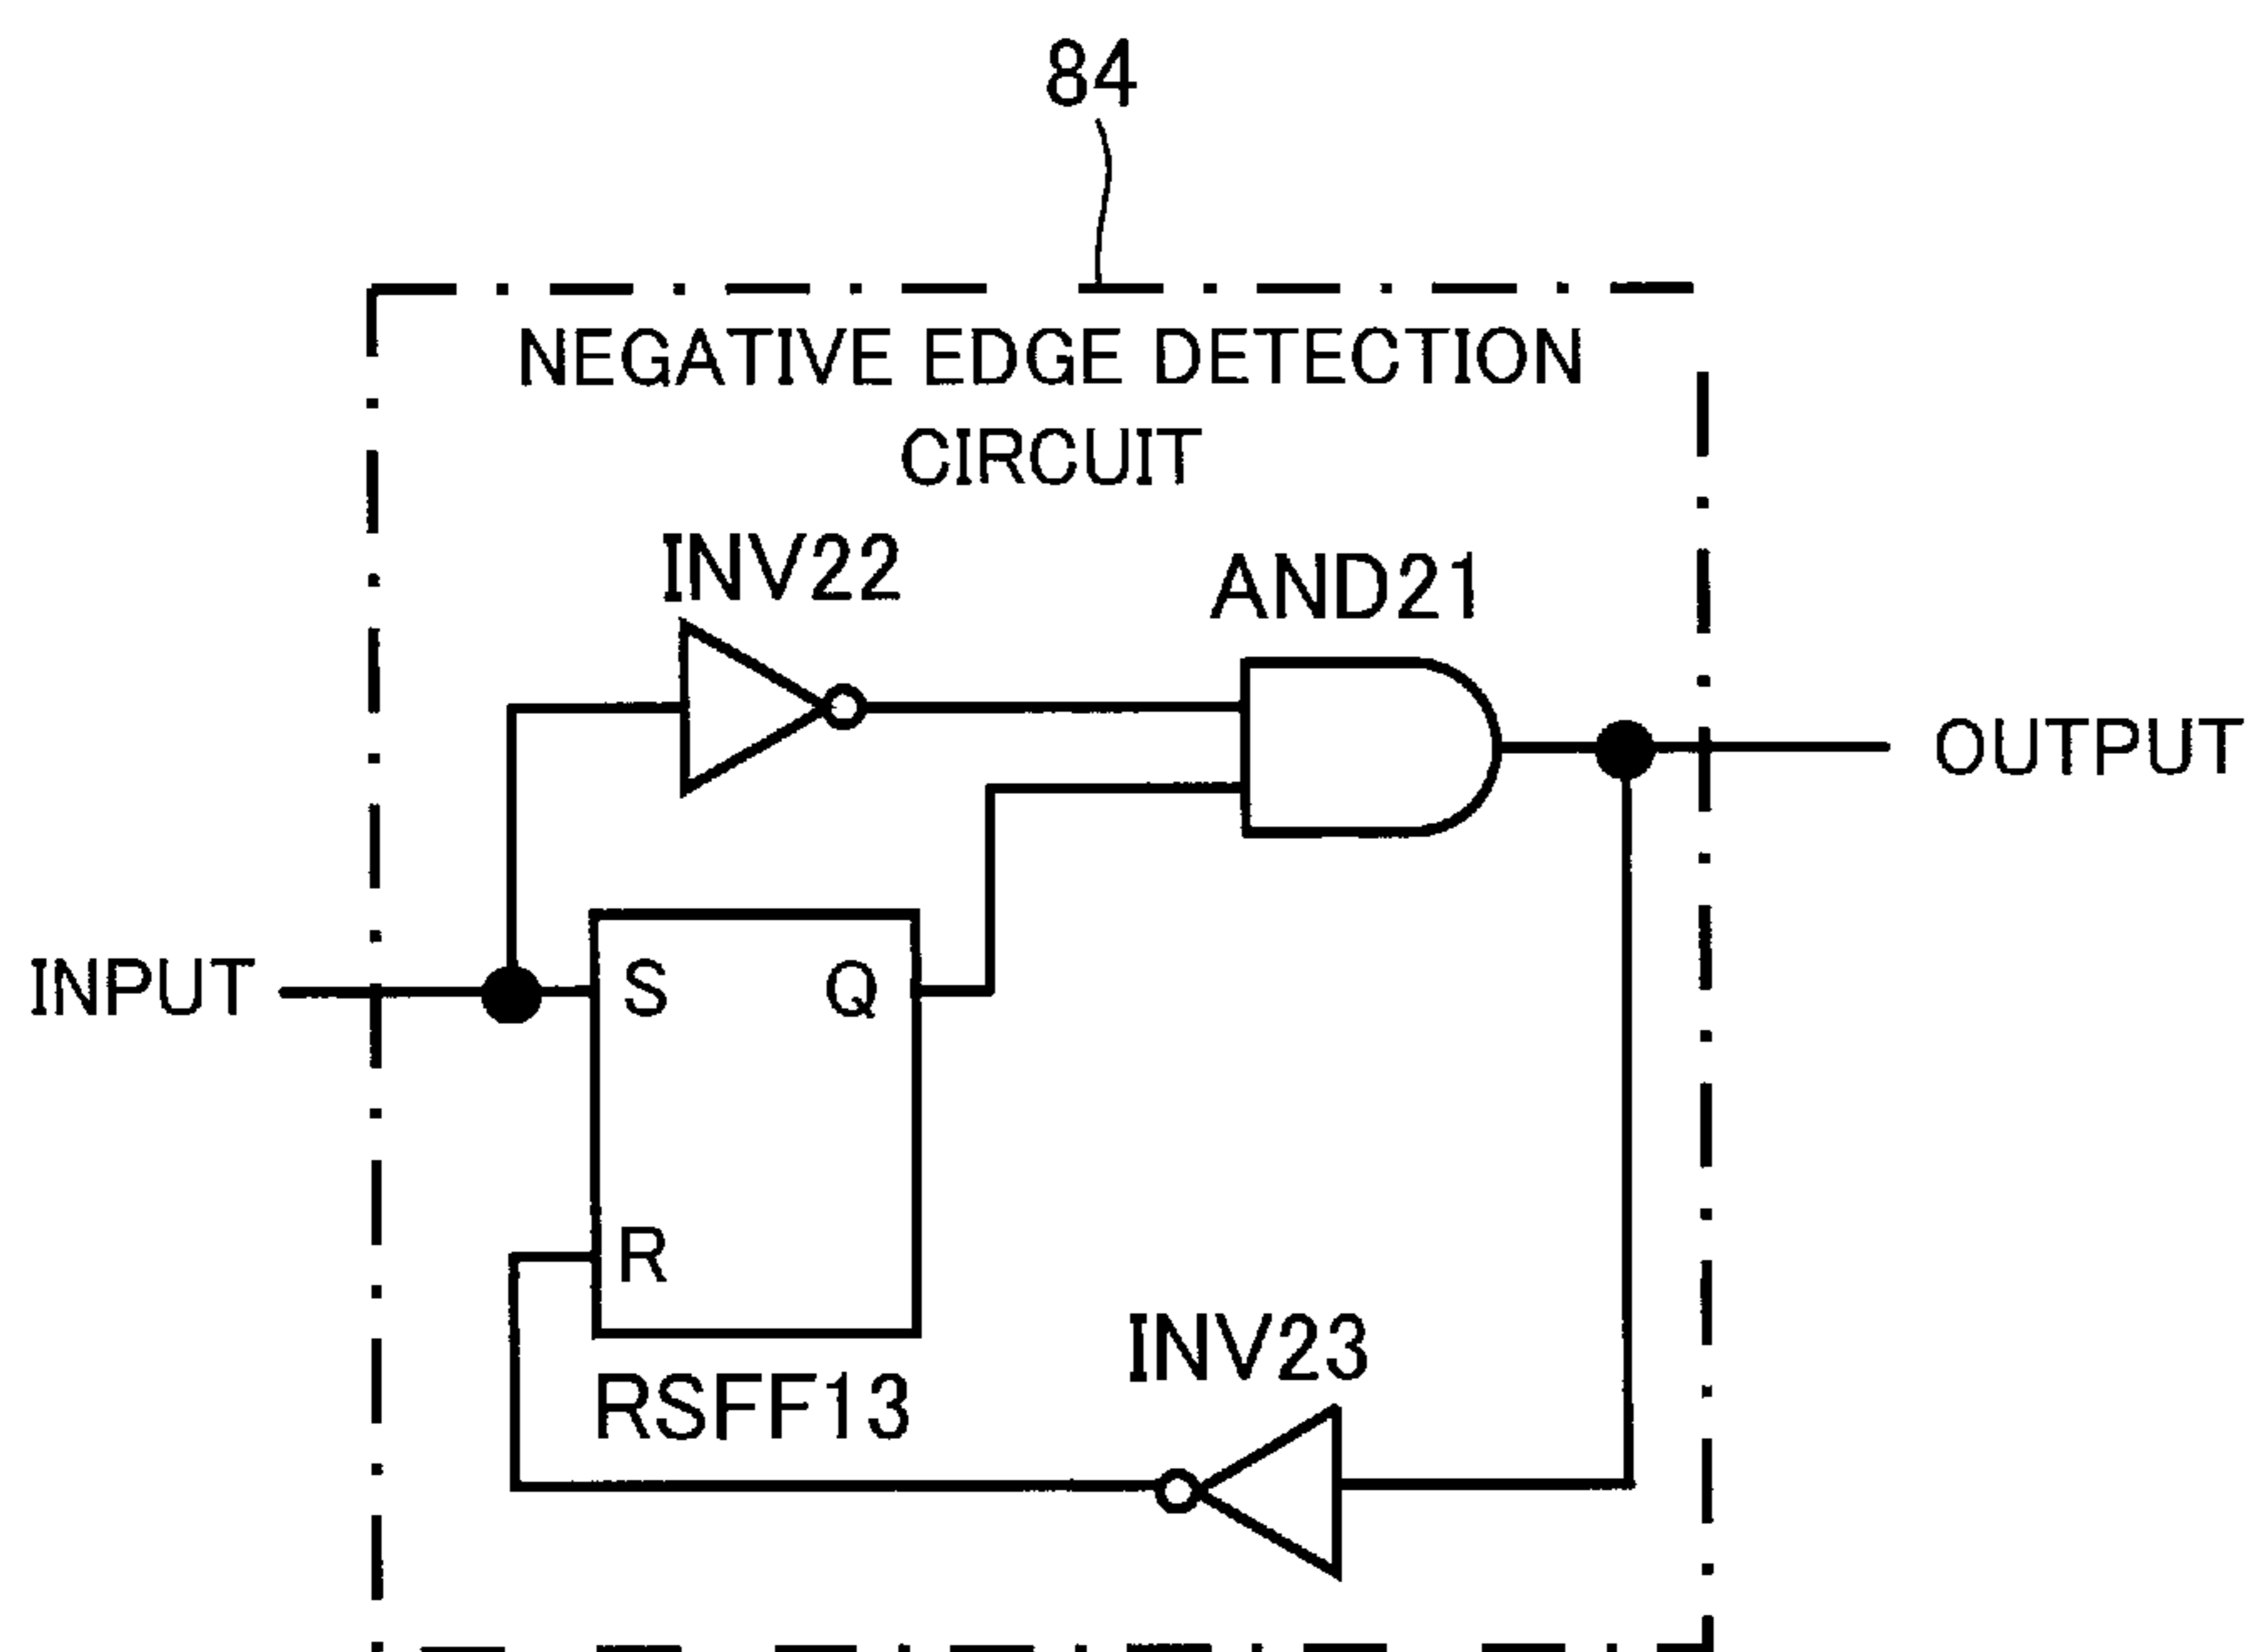 84
NEGATIVE EDGE DETECTION
CIRCUIT
INV22
AND21
OUTPUT
INPUT
S
Q
R
INV23
RSFF13